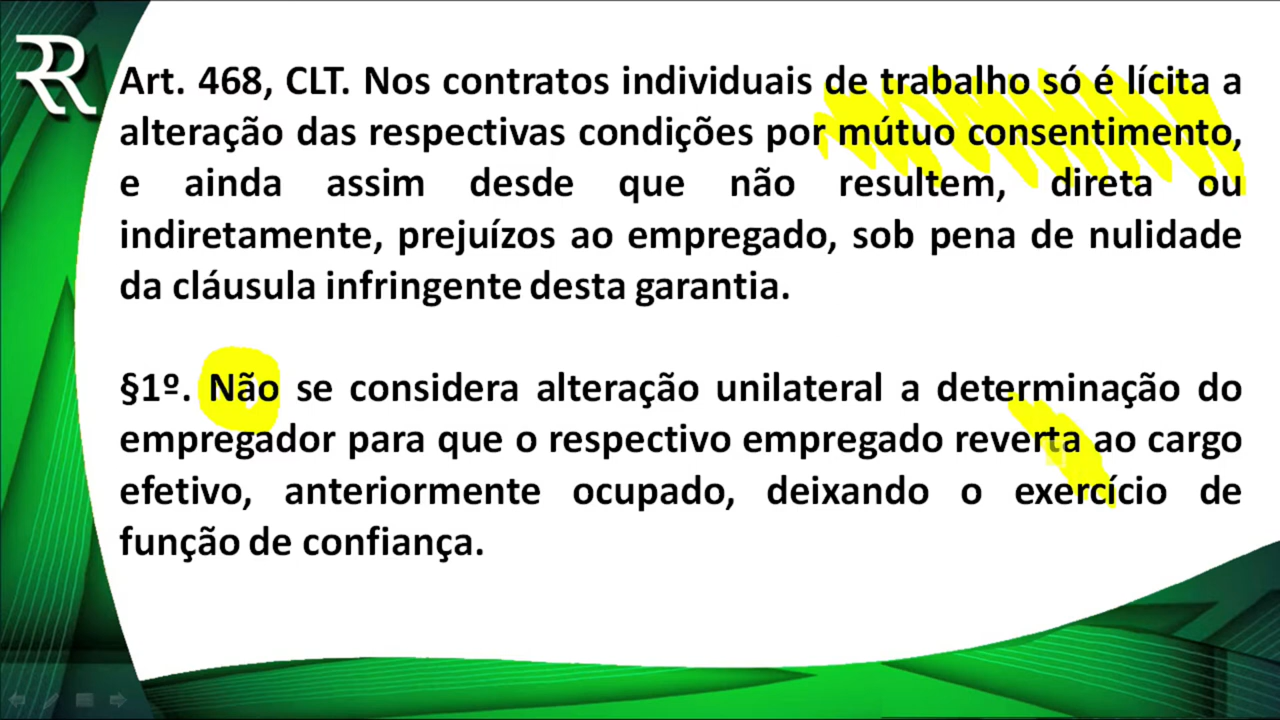 Art. 468, CLT. Nos contratos individuais de trabalho só é lícita a
alteração das respectivas condições por mútuo consentimento,
e ainda assim desde que não resultem, direta ou
indiretamente, prejuízos ao empregado, sob pena de nulidade
da cláusula infringente desta garantia.
§1º. Não se considera alteração unilateral a determinação do
empregador para que o respectivo empregado reverta ao cargo
efetivo, anteriormente ocupado, deixando o exercício de
função de confiança.